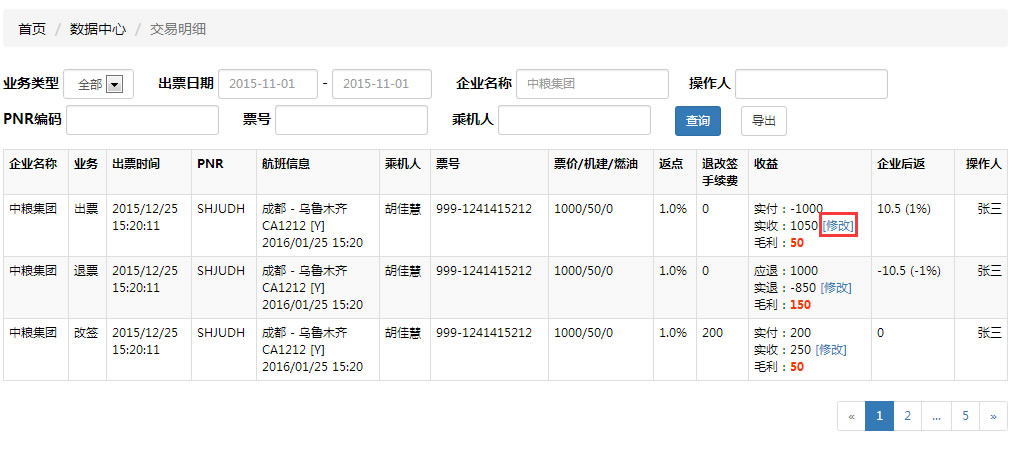 首页 / 数据中心 / 交易明细
业务类型 全部 出票日期 2015-11-01 - 2015-11-01 企业名称 中粮集团 操作人
PNR编码 票号 乘机人 查询 导出
企业名称 业务 出票时间 PNR 航班信息 乘机人 票号 票价/机建/燃油 返点 退改签 收益 企业后返 操作人
手续费
中粮集团 出票 2015/12/25 SHJUDH 成都 - 乌鲁木齐 胡佳慧 999-1241415212 1000/50/0 1.0% 0 实付：-1000 10.5 (1%) 张三
15:20:11 CA1212 [Y] 实收：1050 [修改]
2016/01/25 15:20 毛利：50
中粮集团 退票 2015/12/25 SHJUDH 成都 - 乌鲁木齐 胡佳慧 999-1241415212 1000/50/0 1.0% 0 应退：1000 -10.5 (-1%) 张三
15:20:11 CA1212 [Y] 实退：-850 [修改]
2016/01/25 15:20 毛利：150
中粮集团 改签 2015/12/25 SHJUDH 成都 - 乌鲁木齐 胡佳慧 999-1241415212 1000/50/0 1.0% 200 实付：200 0 张三
15:20:11 CA1212 [Y] 实收：250 [修改]
2016/01/25 15:20 毛利：50
« 1 2 ... 5 »